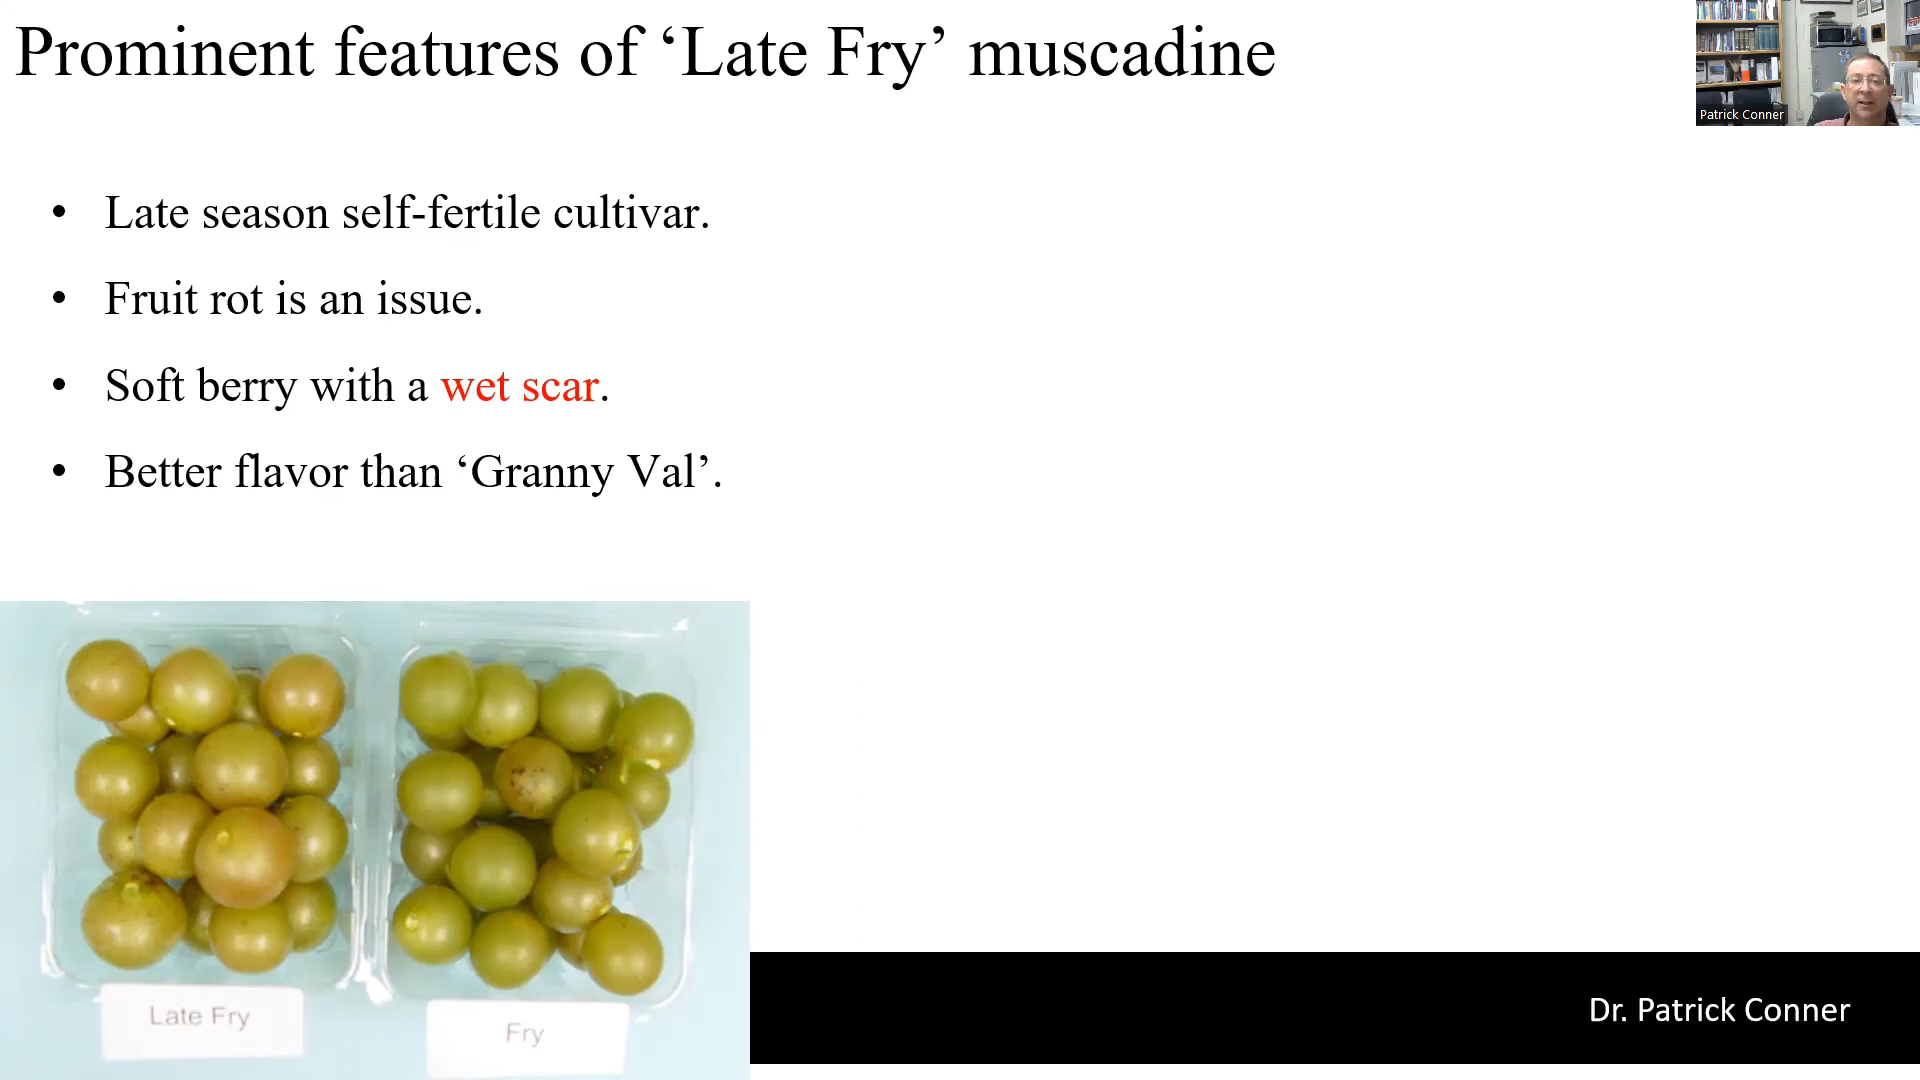 Prominent features of ‘Late Fry’ muscadine
Patrick Conner
• Late season self-fertile cultivar.
• Fruit rot is an issue.
• Soft berry with a wet scar.
• Better flavor than ‘Granny Val’.
Late Fry
Fry
Dr. Patrick Conner